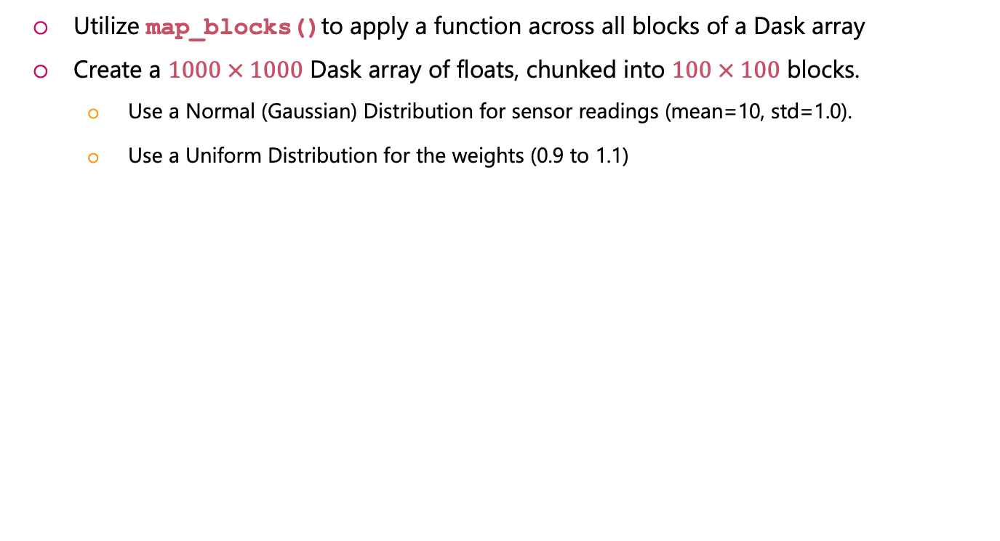 Utilize map_blocks() to apply a function across all blocks of a Dask array
Create a 1000 × 1000 Dask array of floats, chunked into 100 × 100 blocks.
Use a Normal (Gaussian) Distribution for sensor readings (mean=10, std=1.0).
Use a Uniform Distribution for the weights (0.9 to 1.1)